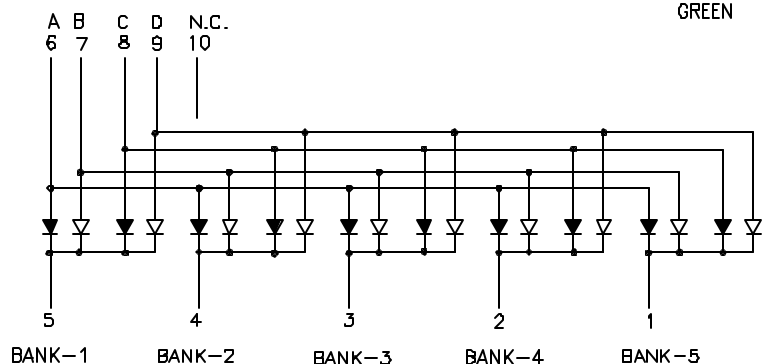 GREEN
A B C D N.C.
6 7 8 9 10
5 4 3 2 1
BANK-1 BANK-2 BANK-3 BANK-4 BANK-5